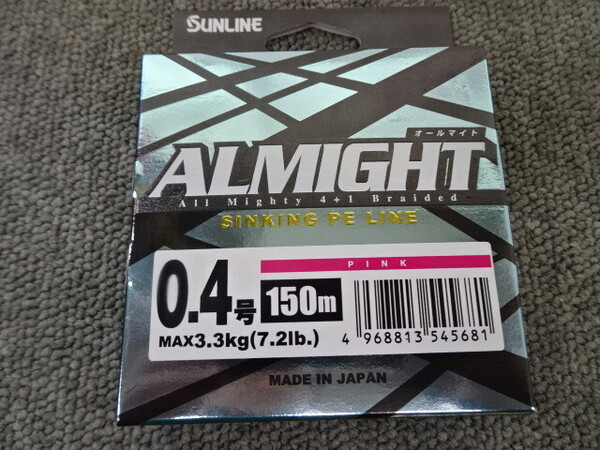 SUNLINE
オールマイト
ALMIGHT
All Mighty 4+1 Braided
SINKING PE LINE
PINK
0.4号 150m
MAX3.3kg(7.2lb.)
4 968813 545681
MADE IN JAPAN